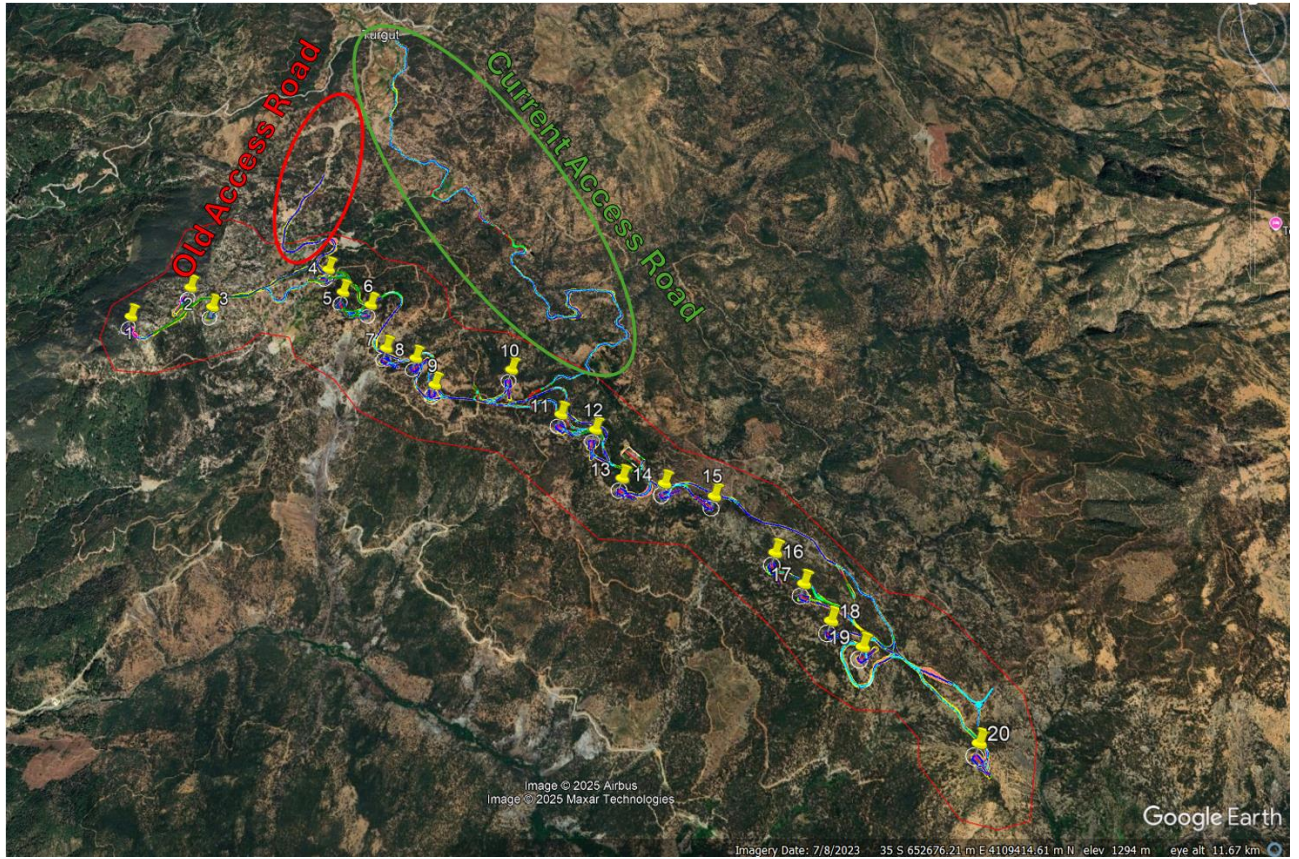 Turgut
Old Access Road
Current Access Road
1
2
3
4
5
6
7
8
9
10
11
12
13
14
15
16
17
18
19
20
Image © 2025 Airbus
Image © 2025 Maxar Technologies
Google Earth
Imagery Date: 7/8/2023 35 S 652676.21 m E 4109414.61 m N elev 1294 m eye alt 11.67 km